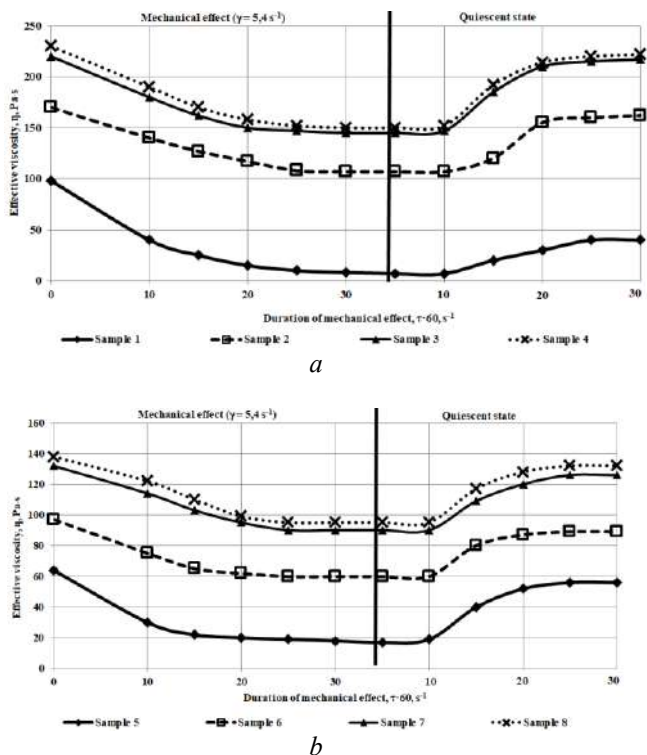 Mechanical effect (γ = 5,4 s⁻¹) Quiescent state
Effective viscosity, η, Pa·s
250
200
150
100
50
0
0 10 20 30 10 20 30
Duration of mechanical effect, τ·60, s⁻¹
Sample 1 Sample 2 Sample 3 Sample 4
a
Mechanical effect (γ = 5,4 s⁻¹) Quiescent state
Effective viscosity, η, Pa·s
160
140
120
100
80
60
40
20
0
0 10 20 30 10 20 30
Duration of mechanical effect, τ·60, s⁻¹
Sample 5 Sample 6 Sample 7 Sample 8
b